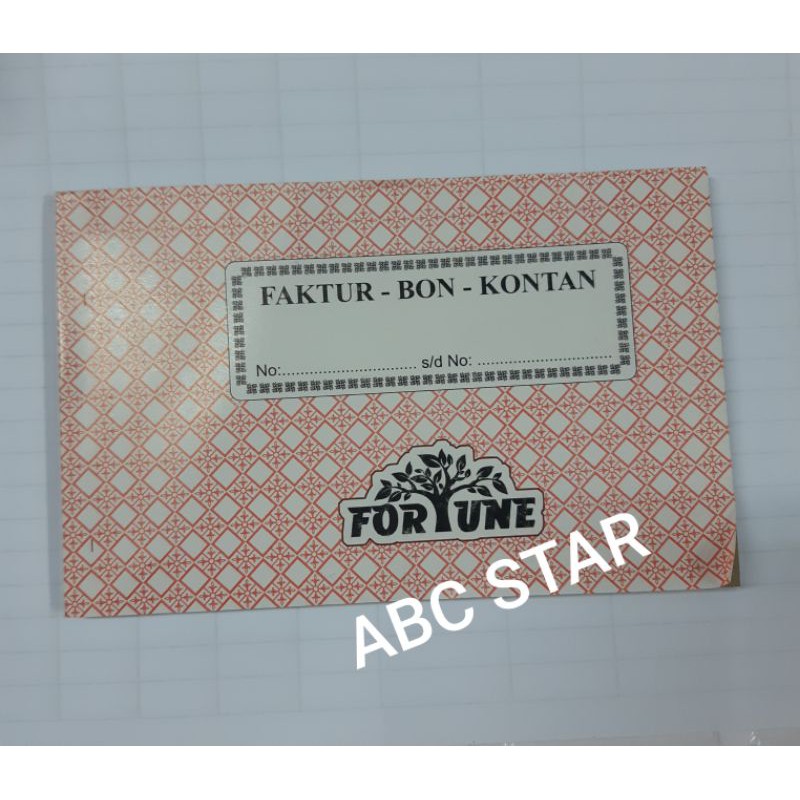 FAKTUR - BON - KONTAN
No:.............................. s/d No: ..............................
FORTUNE
ABC STAR